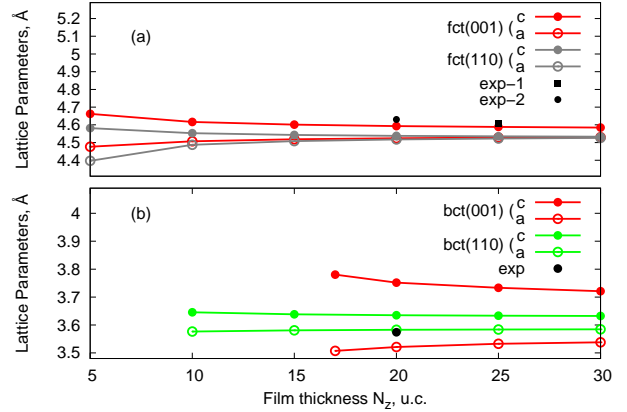 Lattice Parameters, Å
5.2
5.1
5
4.9
4.8
4.7
4.6
4.5
4.4
(a)
fct(001) ( c
a
fct(110) ( c
a
exp−1
exp−2
Lattice Parameters, Å
4
3.9
3.8
3.7
3.6
3.5
(b)
bct(001) ( c
a
bct(110) ( c
a
exp
5 10 15 20 25 30
Film thickness Nz, u.c.